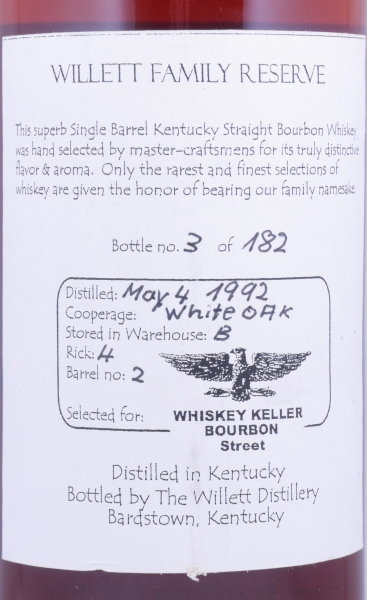 WILLETT FAMILY RESERVE
This superb Single Barrel Kentucky Straight Bourbon Whiskey
was hand selected by master-craftsmens for its truly distinctive
flavor & aroma. Only the rarest and finest selections of
whiskey are given the honor of bearing our family namesake.
Bottle no. 3 of 182
Distilled: May 4 1992
Cooperage: White OAK
Stored in Warehouse: B
Rick: 4
Barrel no: 2
Selected for: WHISKEY KELLER
BOURBON
Street
Distilled in Kentucky
Bottled by The Willett Distillery
Bardstown, Kentucky